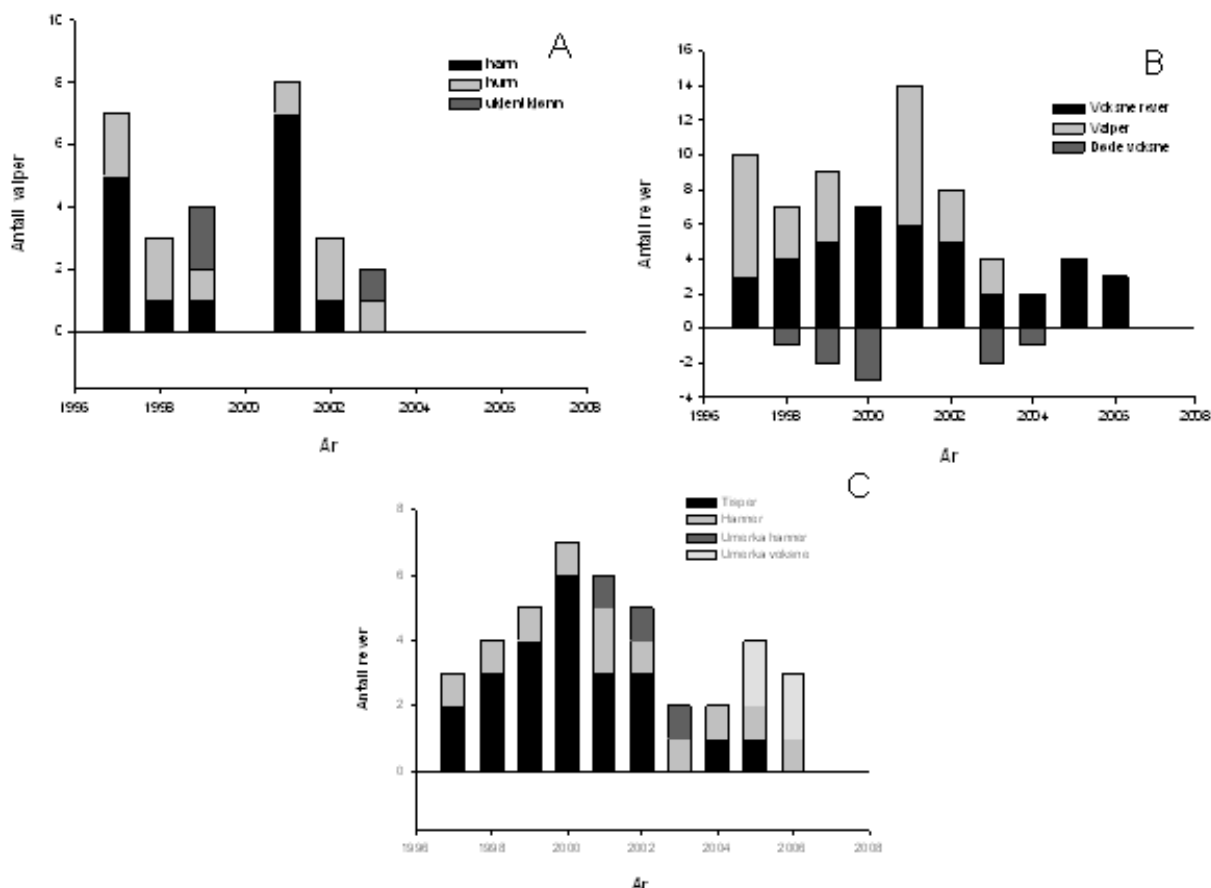 A
10
8
6
4
2
0
Antall valper
hann
hunn
ukjent kjønn
1996 1998 2000 2002 2004 2006 2008
År
B
16
14
12
10
8
6
4
2
0
-2
-4
Antall rever
Voksne rever
Valper
Døde voksne
1996 1998 2000 2002 2004 2006 2008
År
C
8
6
4
2
0
Antall rever
Tisper
Hanner
Umerka hanner
Umerka voksne
1996 1998 2000 2002 2004 2006 2008
År